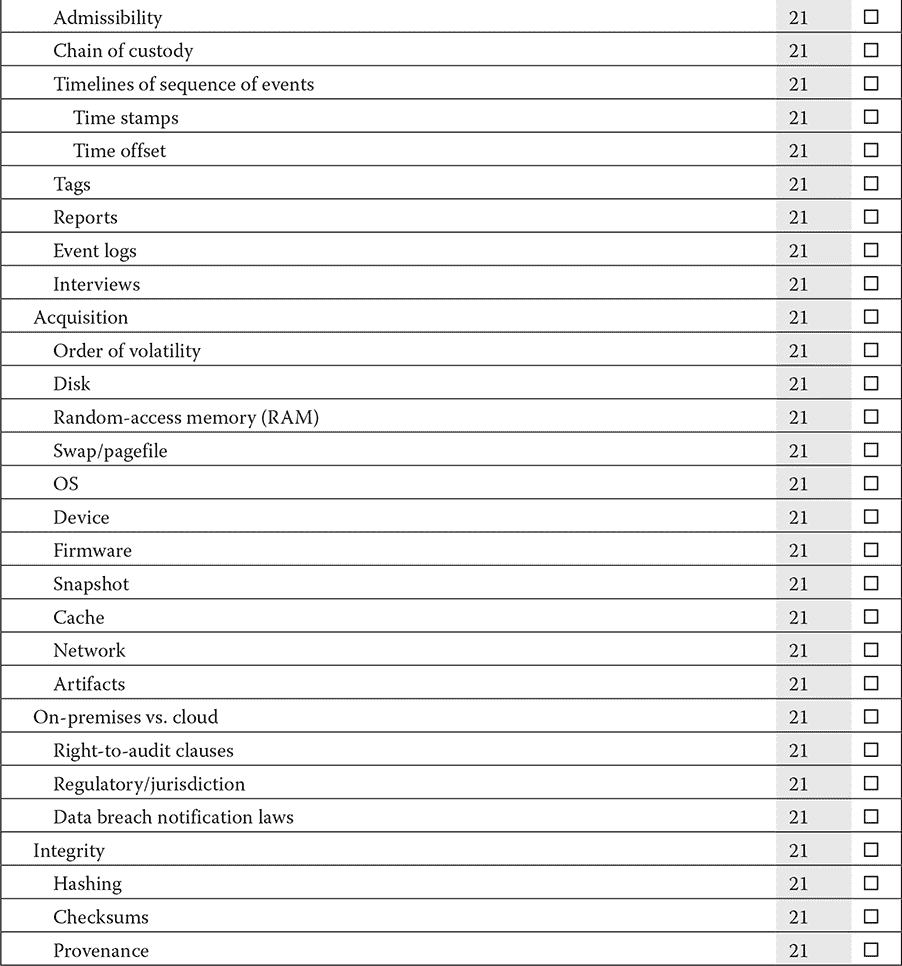 Admissibility 21 ☐
Chain of custody 21 ☐
Timelines of sequence of events 21 ☐
Time stamps 21 ☐
Time offset 21 ☐
Tags 21 ☐
Reports 21 ☐
Event logs 21 ☐
Interviews 21 ☐
Acquisition 21 ☐
Order of volatility 21 ☐
Disk 21 ☐
Random-access memory (RAM) 21 ☐
Swap/pagefile 21 ☐
OS 21 ☐
Device 21 ☐
Firmware 21 ☐
Snapshot 21 ☐
Cache 21 ☐
Network 21 ☐
Artifacts 21 ☐
On-premises vs. cloud 21 ☐
Right-to-audit clauses 21 ☐
Regulatory/jurisdiction 21 ☐
Data breach notification laws 21 ☐
Integrity 21 ☐
Hashing 21 ☐
Checksums 21 ☐
Provenance 21 ☐